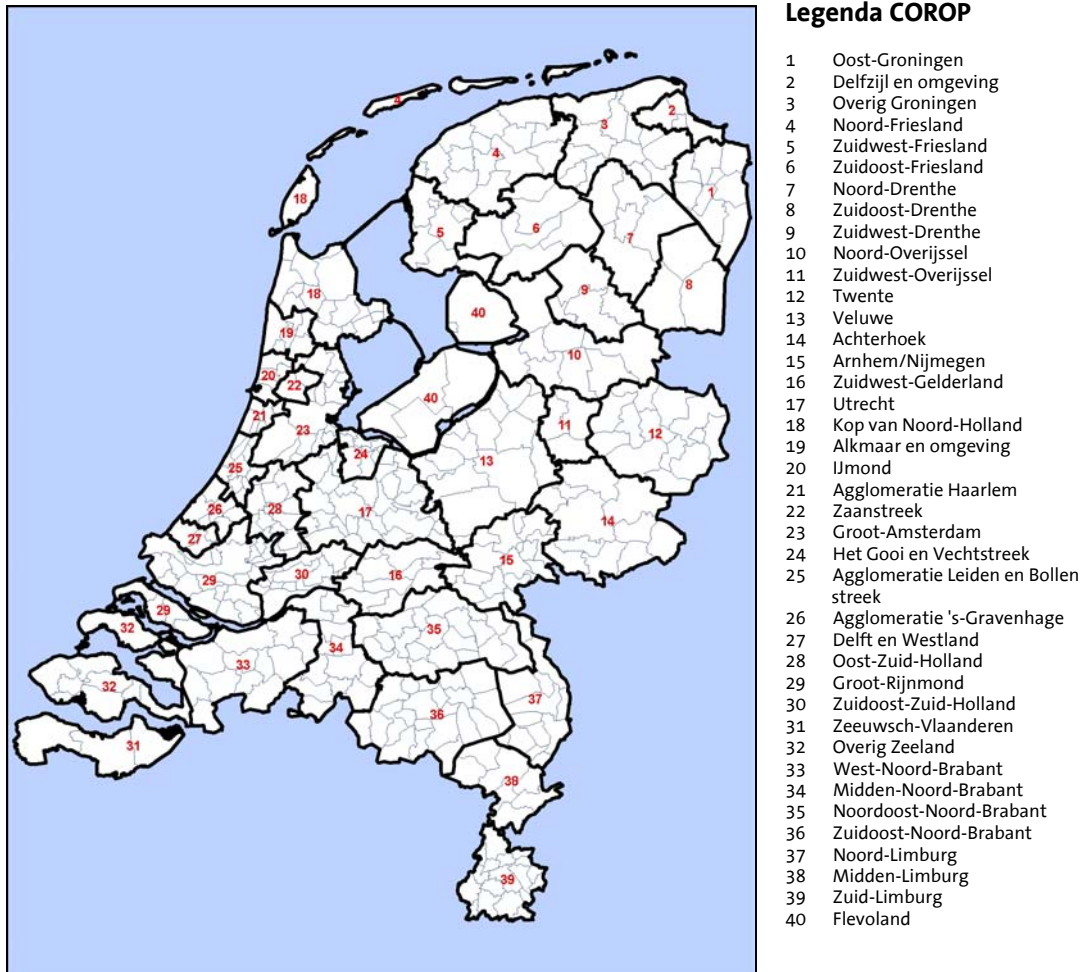 Legenda COROP
1 Oost-Groningen
2 Delfzijl en omgeving
3 Overig Groningen
4 Noord-Friesland
5 Zuidwest-Friesland
6 Zuidoost-Friesland
7 Noord-Drenthe
8 Zuidoost-Drenthe
9 Zuidwest-Drenthe
10 Noord-Overijssel
11 Zuidwest-Overijssel
12 Twente
13 Veluwe
14 Achterhoek
15 Arnhem/Nijmegen
16 Zuidwest-Gelderland
17 Utrecht
18 Kop van Noord-Holland
19 Alkmaar en omgeving
20 IJmond
21 Agglomeratie Haarlem
22 Zaanstreek
23 Groot-Amsterdam
24 Het Gooi en Vechtstreek
25 Agglomeratie Leiden en Bollen
streek
26 Agglomeratie 's-Gravenhage
27 Delft en Westland
28 Oost-Zuid-Holland
29 Groot-Rijnmond
30 Zuidoost-Zuid-Holland
31 Zeeuwsch-Vlaanderen
32 Overig Zeeland
33 West-Noord-Brabant
34 Midden-Noord-Brabant
35 Noordoost-Noord-Brabant
36 Zuidoost-Noord-Brabant
37 Noord-Limburg
38 Midden-Limburg
39 Zuid-Limburg
40 Flevoland
4
2
3
4
1
18
5
6
7
8
9
18
40
19
10
20
22
40
21
11
23
12
24
13
25
26
28
17
14
27
15
30
16
29
29
32
35
34
33
32
37
36
31
38
39